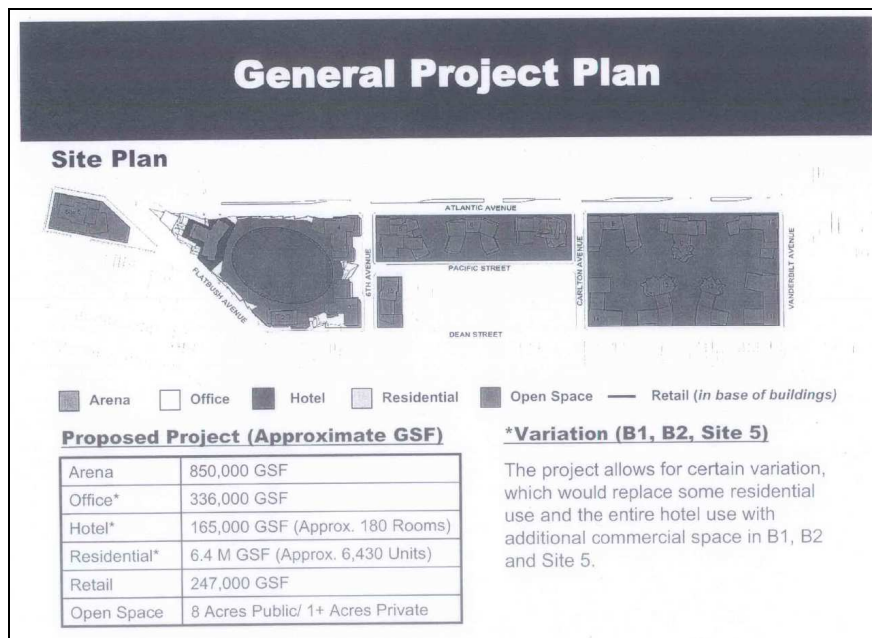 General Project Plan
Site Plan
ATLANTIC AVENUE
PACIFIC STREET
6TH AVENUE
CARLTON AVENUE
VANDERBILT AVENUE
FLATBUSH AVENUE
DEAN STREET
Arena Office Hotel Residential Open Space Retail (in base of buildings)
Proposed Project (Approximate GSF)
Arena 850,000 GSF
Office* 336,000 GSF
Hotel* 165,000 GSF (Approx. 180 Rooms)
Residential* 6.4 M GSF (Approx. 6,430 Units)
Retail 247,000 GSF
Open Space 8 Acres Public/ 1+ Acres Private
*Variation (B1, B2, Site 5)
The project allows for certain variation,
which would replace some residential
use and the entire hotel use with
additional commercial space in B1, B2
and Site 5.